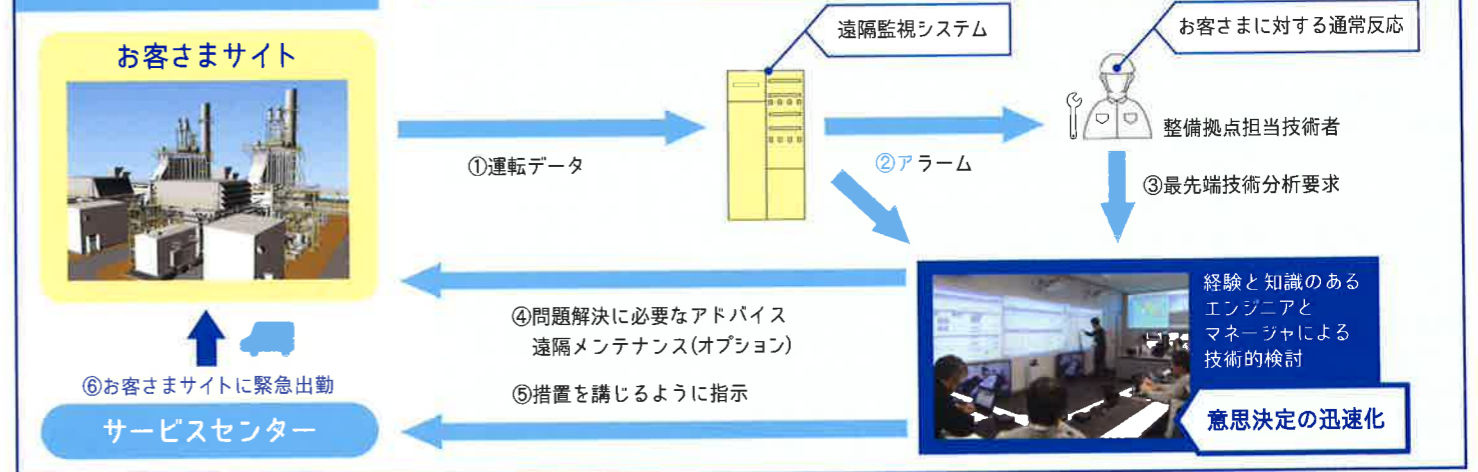 お客さまサイト
遠隔監視システム
お客さまに対する通常反応
①運転データ
②アラーム
整備拠点担当技術者
③最先端技術分析要求
④問題解決に必要なアドバイス
遠隔メンテナンス(オプション)
⑤措置を講じるように指示
経験と知識のある
エンジニアと
マネージャによる
技術的検討
意思決定の迅速化
⑥お客さまサイトに緊急出勤
サービスセンター